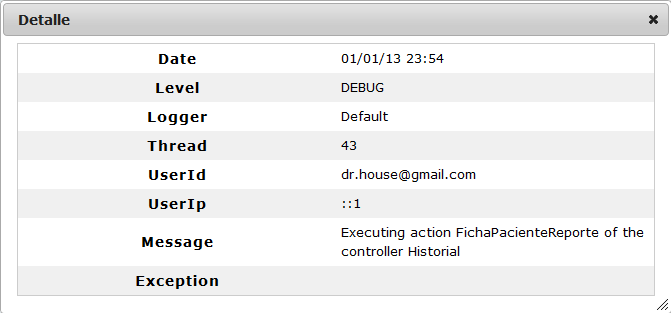 Detalle
Date 01/01/13 23:54
Level DEBUG
Logger Default
Thread 43
UserId dr.house@gmail.com
UserIp ::1
Message Executing action FichaPacienteReporte of the
controller Historial
Exception